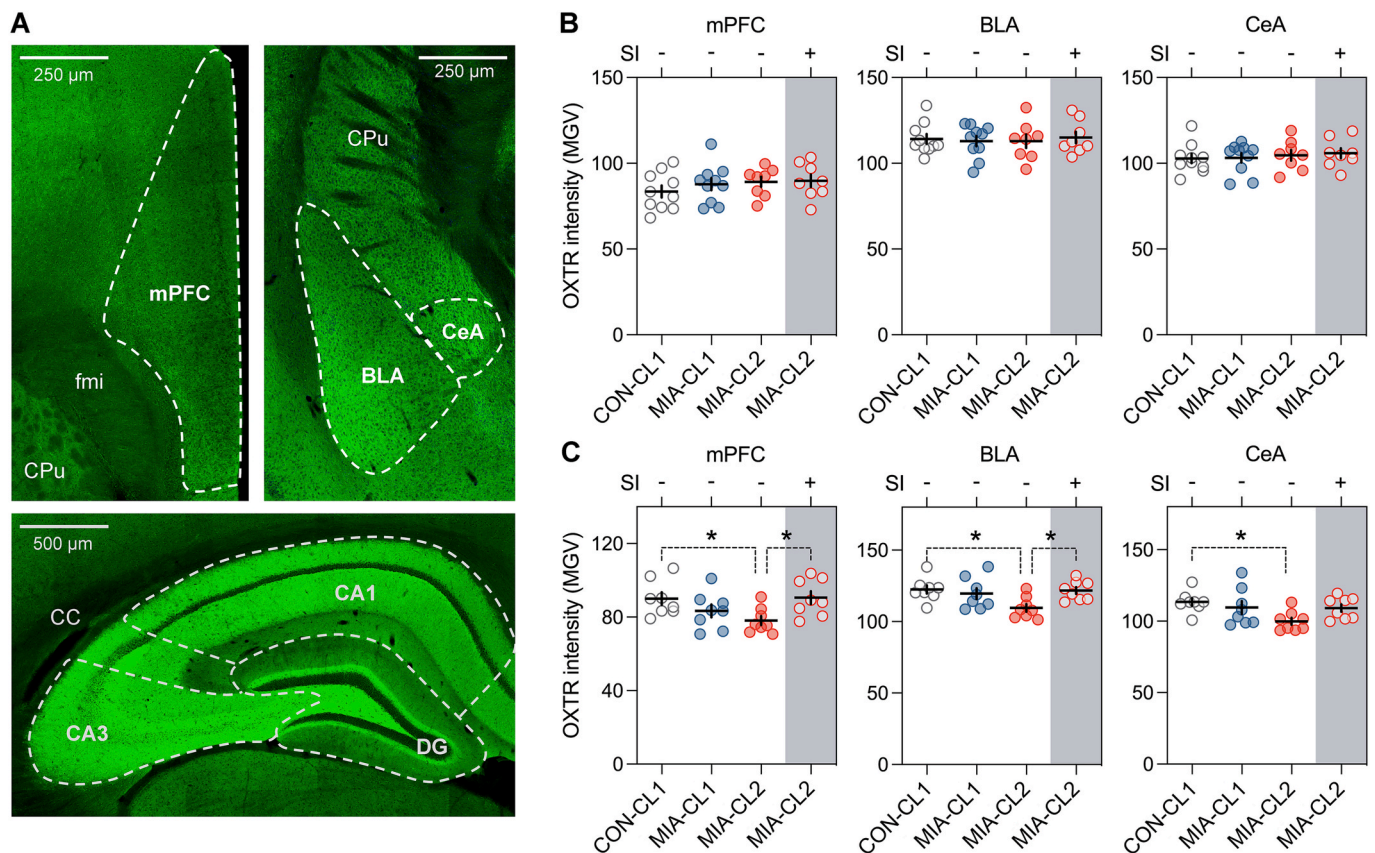 A
250 µm
mPFC
fmi
CPu
250 µm
CPu
CeA
BLA
500 µm
CC
CA1
CA3
DG
B
mPFC
BLA
CeA
SI - - - +
- - - +
- - - +
OXTR intensity (MGV)
150
100
50
0
150
100
50
0
150
100
50
0
CON-CL1
MIA-CL1
MIA-CL2
MIA-CL2
CON-CL1
MIA-CL1
MIA-CL2
MIA-CL2
CON-CL1
MIA-CL1
MIA-CL2
MIA-CL2
C
mPFC
BLA
CeA
SI - - - +
SI - - - +
SI - - - +
OXTR intensity (MGV)
120
80
40
0
* *
150
100
50
0
* *
150
100
50
0
*
CON-CL1
MIA-CL1
MIA-CL2
MIA-CL2
CON-CL1
MIA-CL1
MIA-CL2
MIA-CL2
CON-CL1
MIA-CL1
MIA-CL2
MIA-CL2